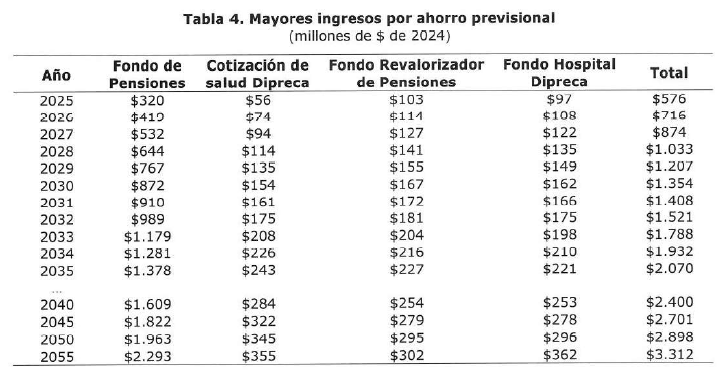 Tabla 4. Mayores ingresos por ahorro previsional
(millones de $ de 2024)
Año Fondo de Pensiones Cotización de salud Dipreca Fondo Revalorizador de Pensiones Fondo Hospital Dipreca Total
2025 $320 $56 $103 $97 $576
2026 $419 $74 $114 $108 $716
2027 $532 $94 $127 $122 $874
2028 $644 $114 $141 $135 $1.033
2029 $767 $135 $155 $149 $1.207
2030 $872 $154 $167 $162 $1.354
2031 $910 $161 $172 $166 $1.408
2032 $989 $175 $181 $175 $1.521
2033 $1.179 $208 $204 $198 $1.788
2034 $1.281 $226 $216 $210 $1.932
2035 $1.378 $243 $227 $221 $2.070
...
2040 $1.609 $284 $254 $253 $2.400
2045 $1.822 $322 $279 $278 $2.701
2050 $1.963 $345 $295 $296 $2.898
2055 $2.293 $355 $302 $362 $3.312